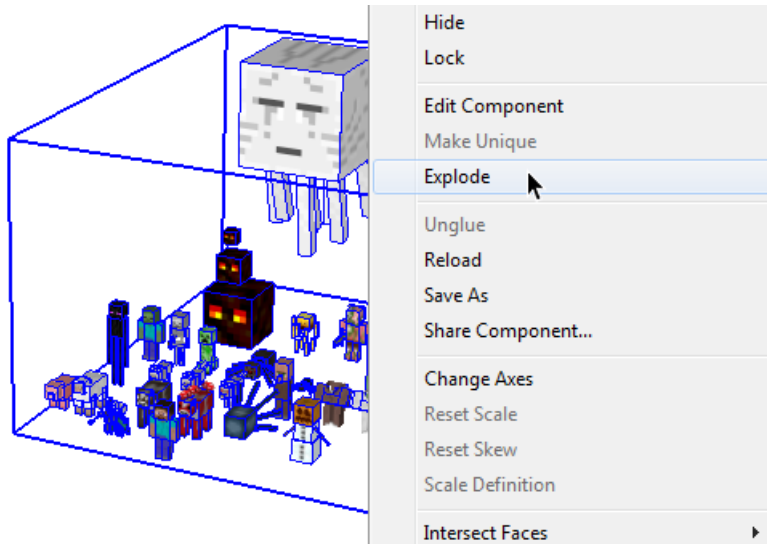 Hide
Lock
Edit Component
Make Unique
Explode
Unglue
Reload
Save As
Share Component...
Change Axes
Reset Scale
Reset Skew
Scale Definition
Intersect Faces